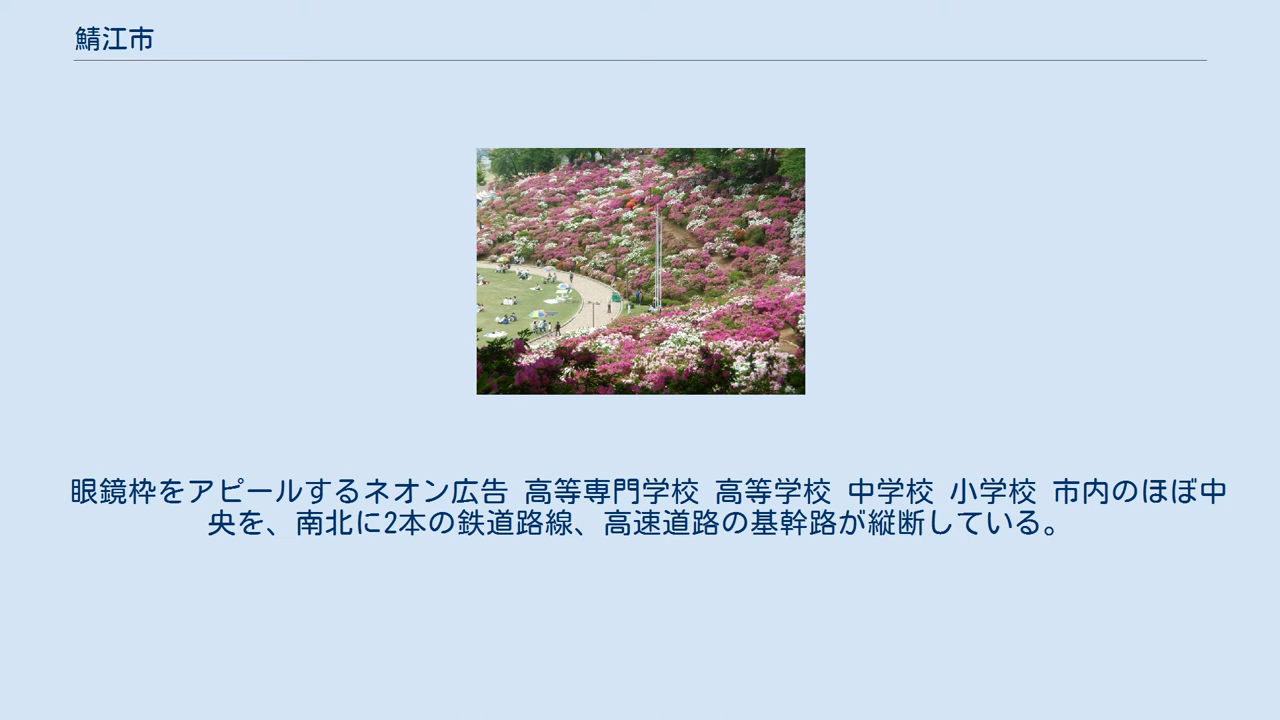 鯖江市
眼鏡枠をアピールするネオン広告 高等専門学校 高等学校 中学校 小学校 市内のほぼ中
央を、南北に2本の鉄道路線、高速道路の基幹路が縦断している。